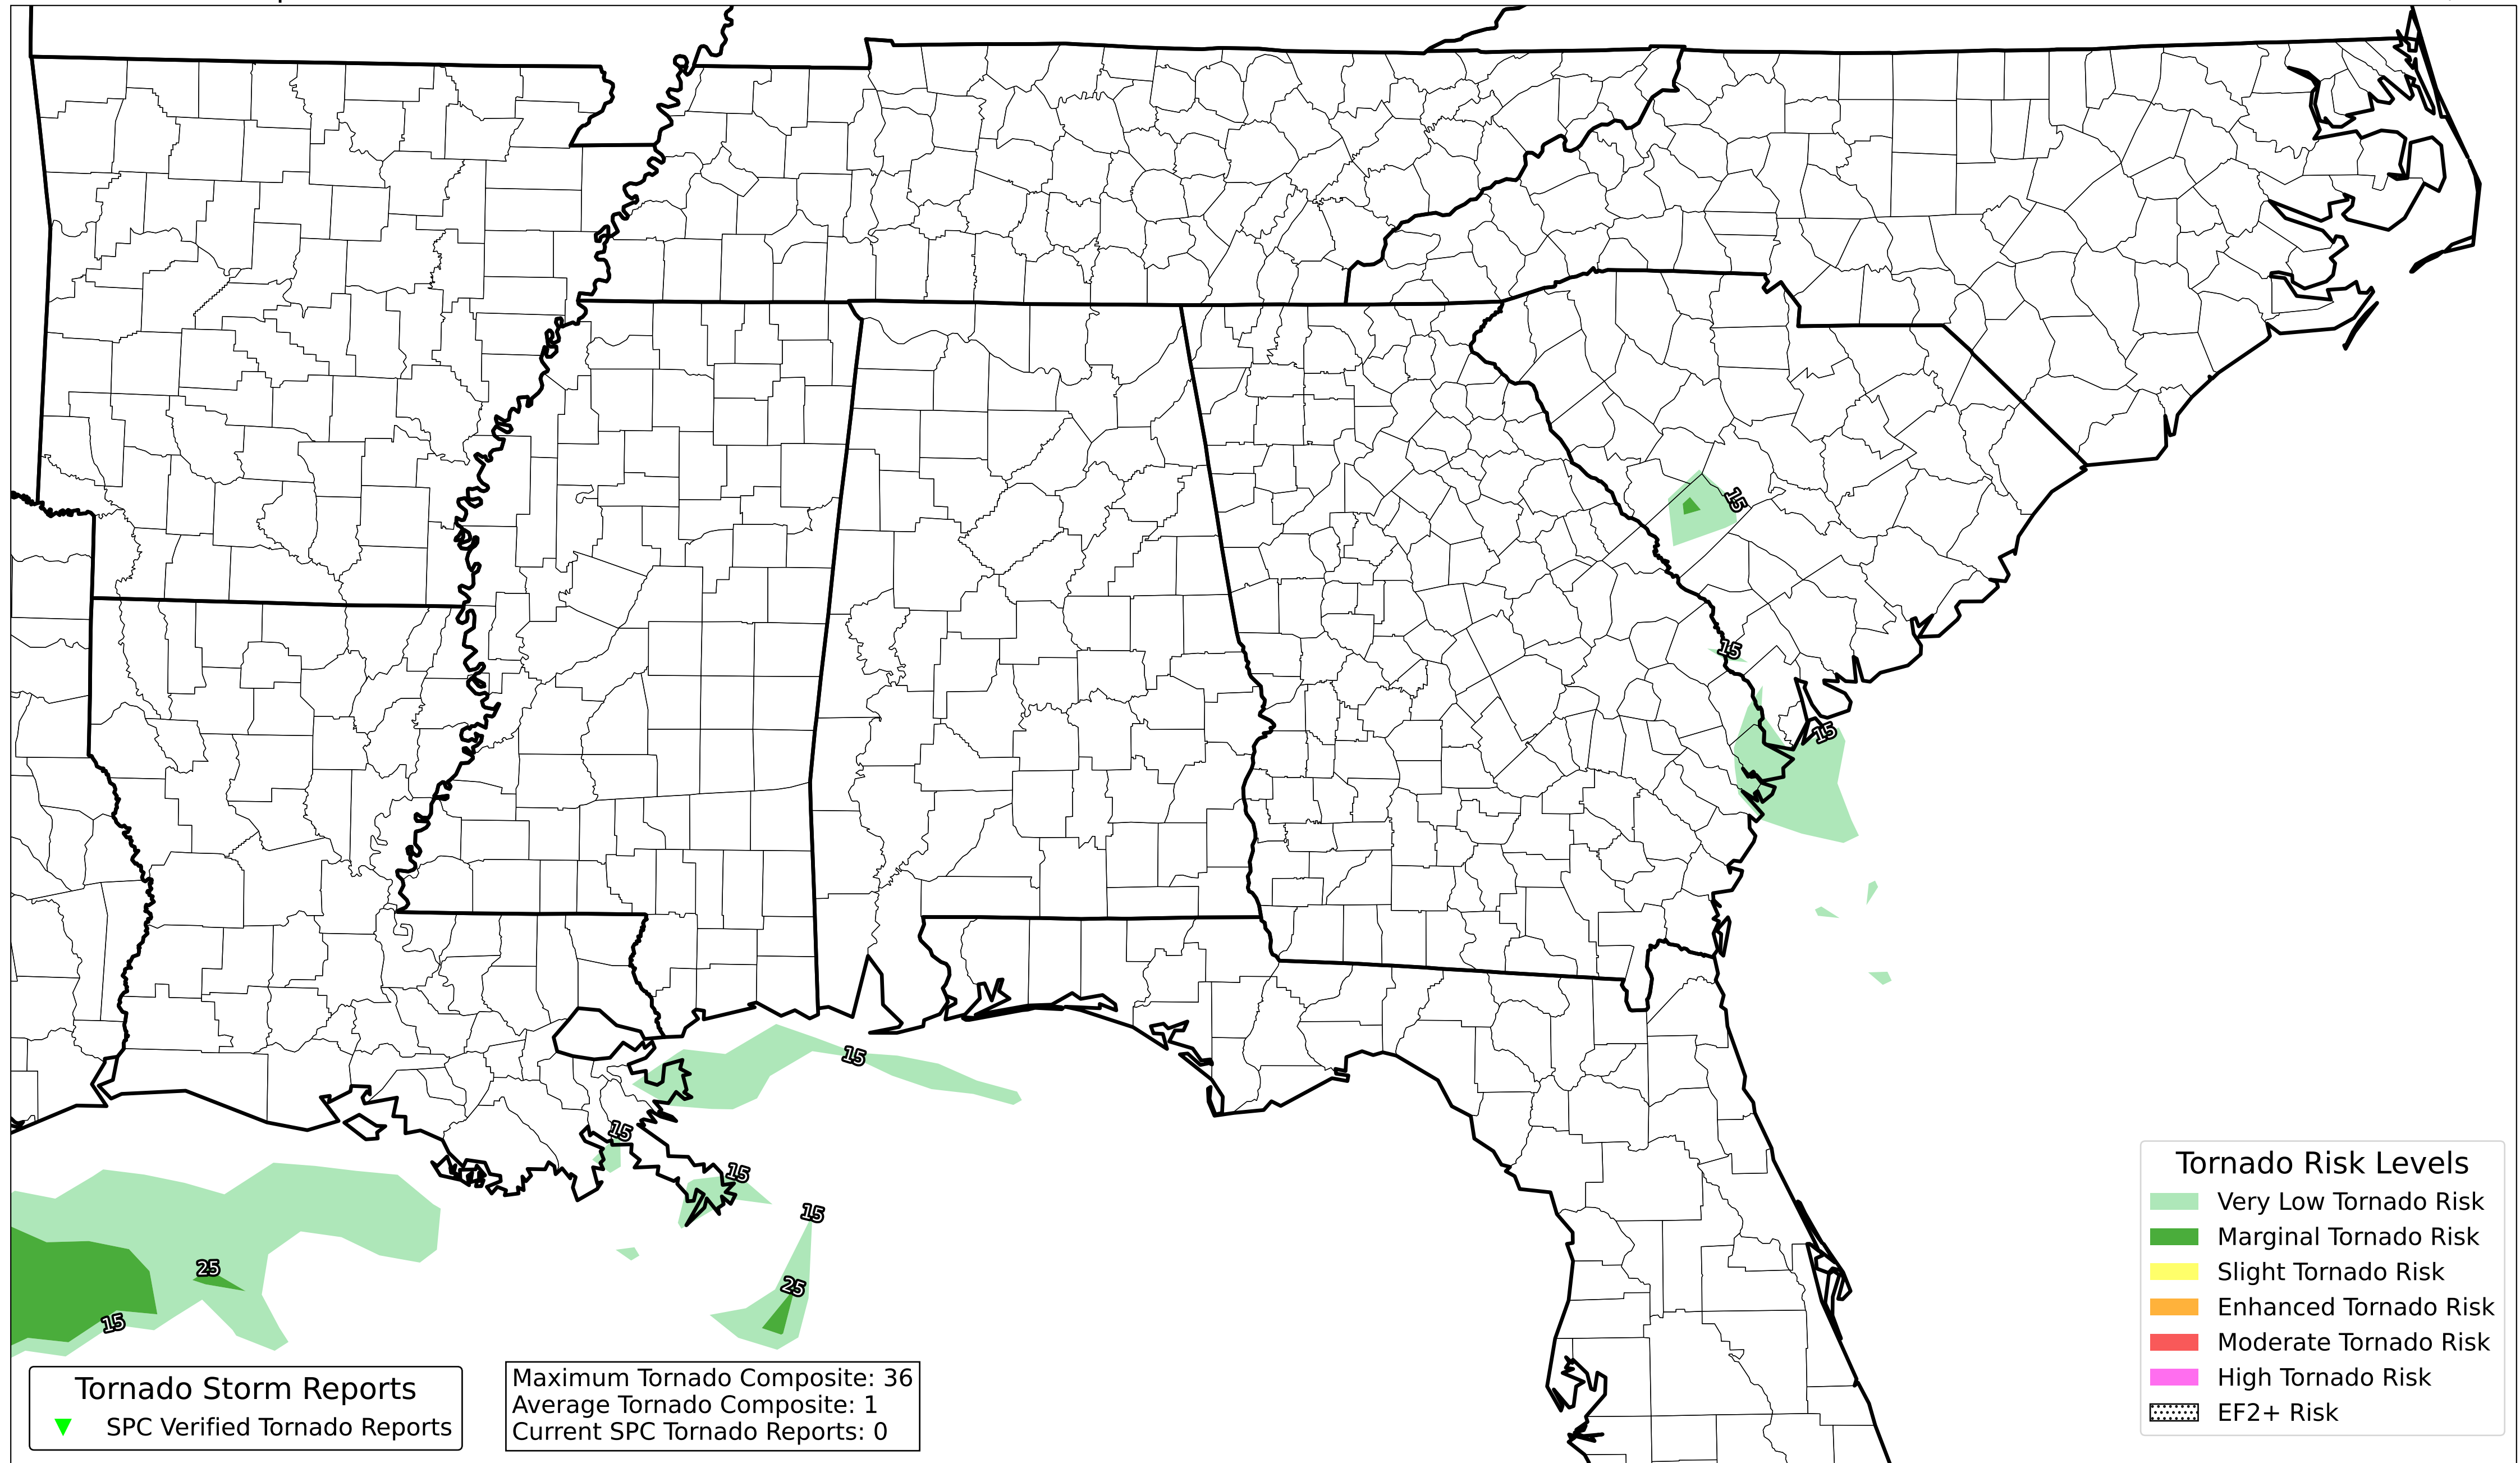 15
15
15
15
15
15
15
25
25
15
Tornado Risk Levels
Very Low Tornado Risk
Marginal Tornado Risk
Slight Tornado Risk
Enhanced Tornado Risk
Moderate Tornado Risk
High Tornado Risk
EF2+ Risk
Tornado Storm Reports
SPC Verified Tornado Reports
Maximum Tornado Composite: 36
Average Tornado Composite: 1
Current SPC Tornado Reports: 0